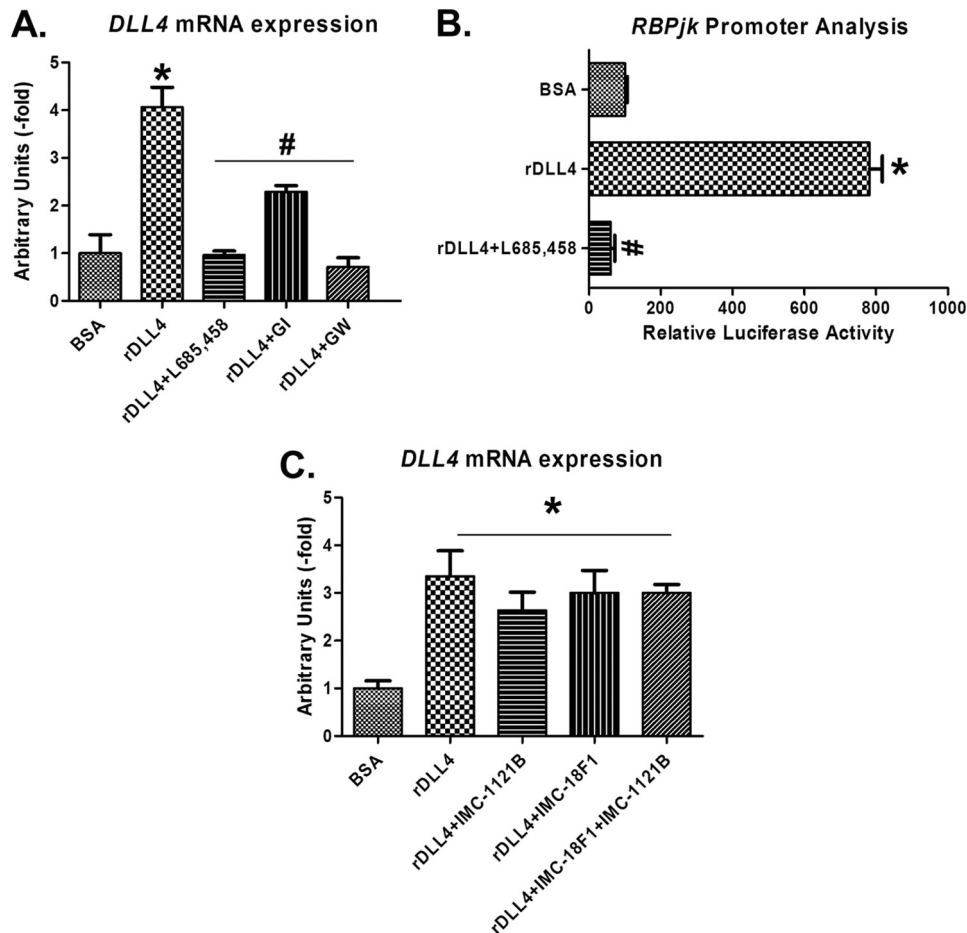 A.
DLL4 mRNA expression
Arbitrary Units (-fold)
5
4
3
2
1
0
*
#
BSA
rDLL4
rDLL4+L685,458
rDLL4+GI
rDLL4+GW
B.
RBPjk Promoter Analysis
BSA
rDLL4
*
rDLL4+L685,458
#
0
200
400
600
800
1000
Relative Luciferase Activity
C.
DLL4 mRNA expression
Arbitrary Units (-fold)
5
4
3
2
1
0
*
BSA
rDLL4
rDLL4+IMC-1121B
rDLL4+IMC-18F1
rDLL4+IMC-18F1+IMC-1121B